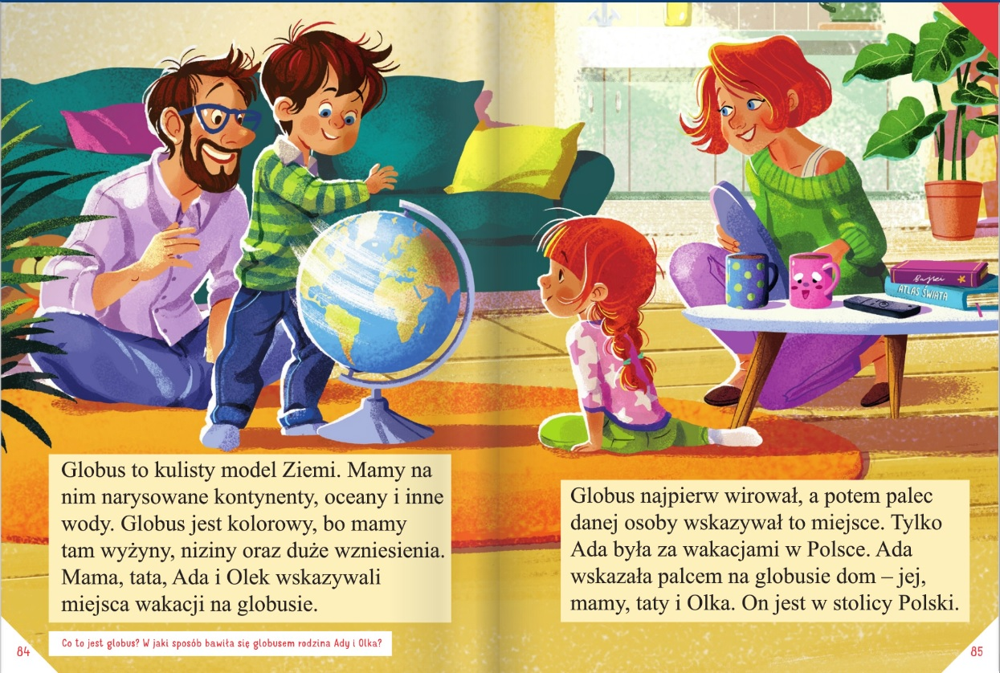 Bajki
ATLAS ŚWIATA
Globus to kulisty model Ziemi. Mamy na
nim narysowane kontynenty, oceany i inne
wody. Globus jest kolorowy, bo mamy
tam wyżyny, niziny oraz duże wzniesienia.
Mama, tata, Ada i Olek wskazywali
miejsca wakacji na globusie.
Co to jest globus? W jaki sposób bawiła się globusem rodzina Ady i Olka?
84
Globus najpierw wirował, a potem palec
danej osoby wskazywał to miejsce. Tylko
Ada była za wakacjami w Polsce. Ada
wskazała palcem na globusie dom – jej,
mamy, taty i Olka. On jest w stolicy Polski.
85